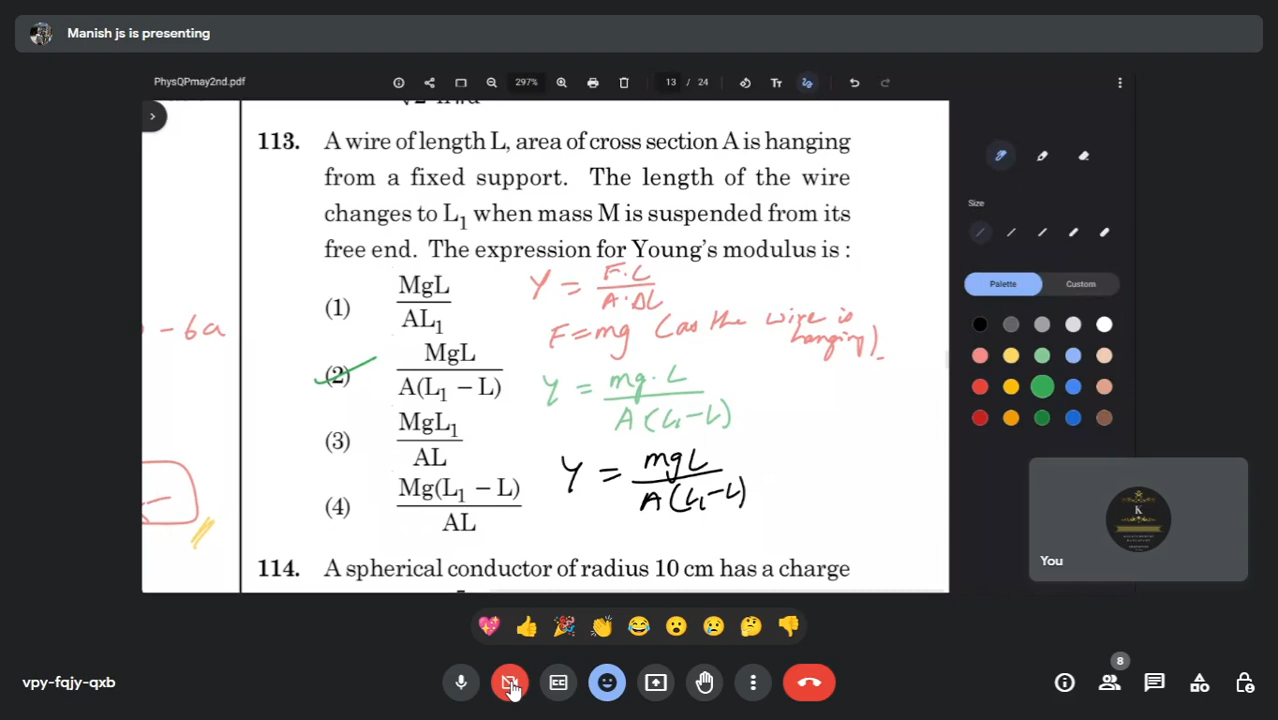 Manish js is presenting
PhysQPmay2nd.pdf
297%
13 / 24
113. A wire of length L, area of cross section A is hanging
from a fixed support. The length of the wire
changes to L₁ when mass M is suspended from its
free end. The expression for Young's modulus is :
(1) MgL / AL₁
(2) MgL / A(L₁ − L)
(3) MgL₁ / AL
(4) Mg(L₁ − L) / AL
Y = F.L / A.ΔL
F=mg (as the wire is
hanging)
Y = mg.L / A(L₁-L)
Y = mgL / A(L₁-L)
- 6a
114. A spherical conductor of radius 10 cm has a charge
Size
Palette
Custom
K
You
vpy-fqjy-qxb
8